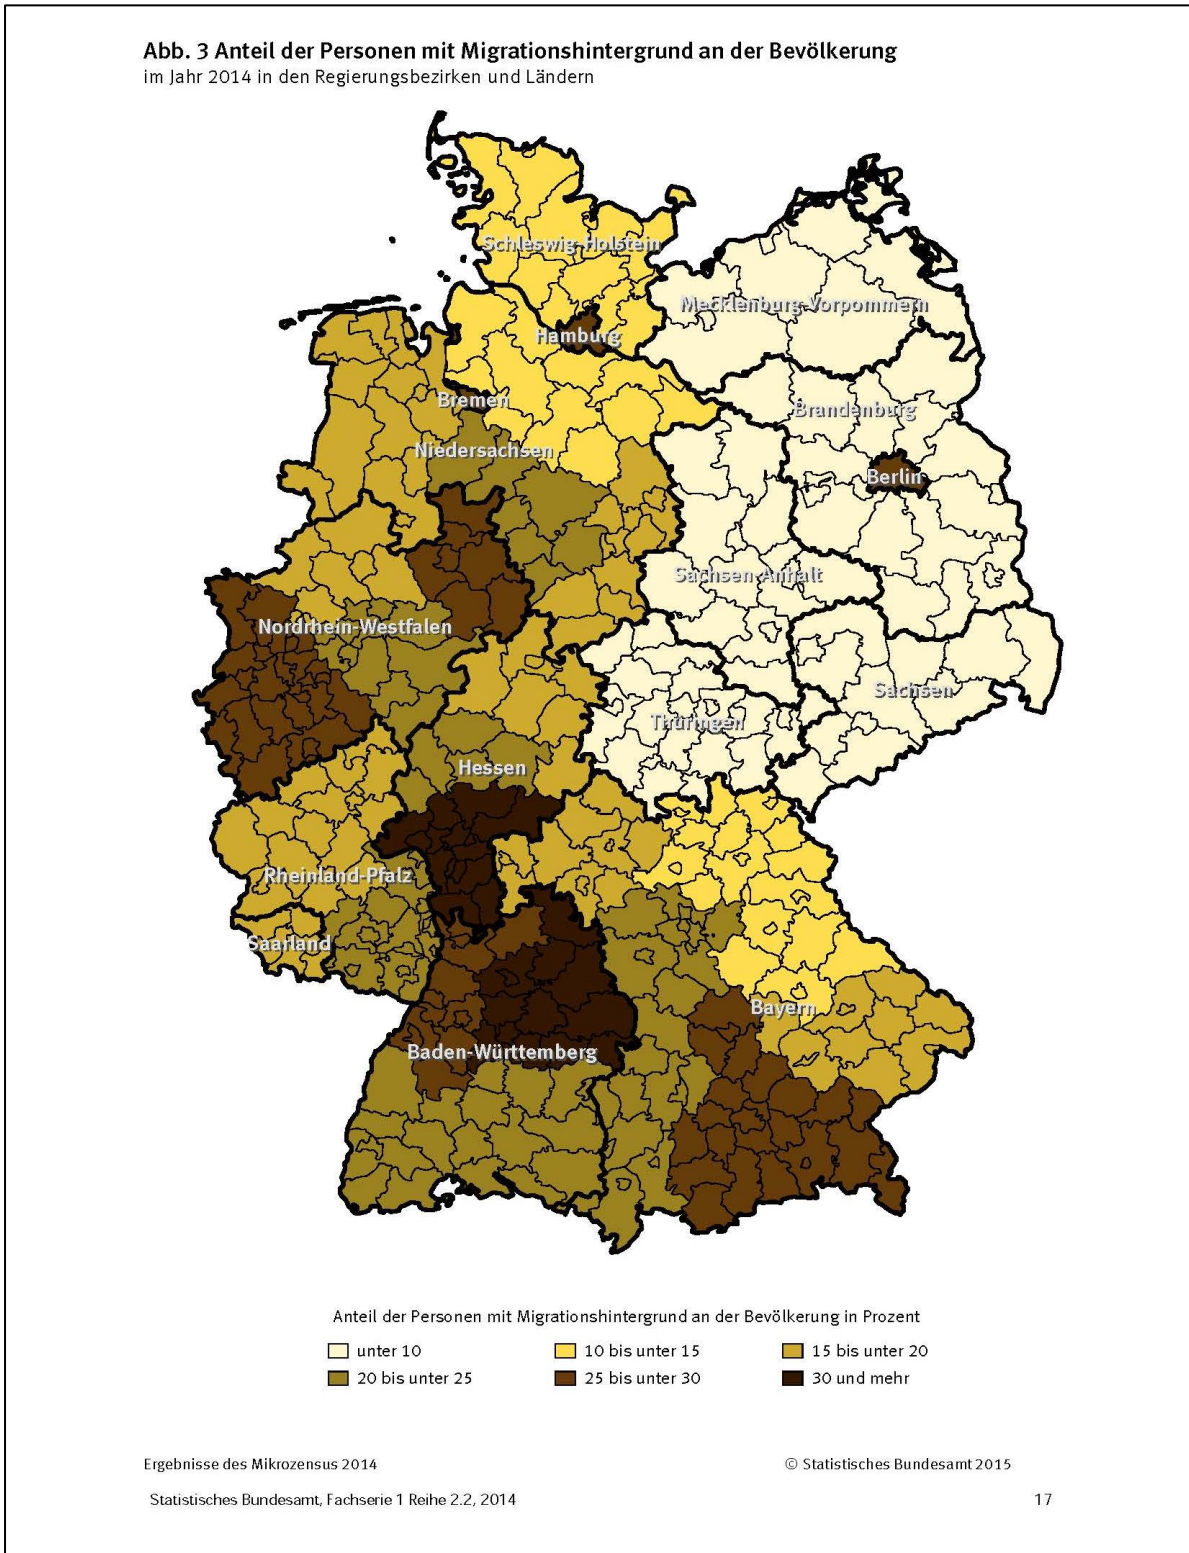 Abb. 3 Anteil der Personen mit Migrationshintergrund an der Bevölkerung
im Jahr 2014 in den Regierungsbezirken und Ländern
Schleswig-Holstein
Mecklenburg-Vorpommern
Hamburg
Bremen
Brandenburg
Niedersachsen
Berlin
Sachsen-Anhalt
Nordrhein-Westfalen
Sachsen
Thüringen
Hessen
Rheinland-Pfalz
Saarland
Bayern
Baden-Württemberg
Anteil der Personen mit Migrationshintergrund an der Bevölkerung in Prozent
unter 10
10 bis unter 15
15 bis unter 20
20 bis unter 25
25 bis unter 30
30 und mehr
Ergebnisse des Mikrozensus 2014
© Statistisches Bundesamt 2015
Statistisches Bundesamt, Fachserie 1 Reihe 2.2, 2014
17